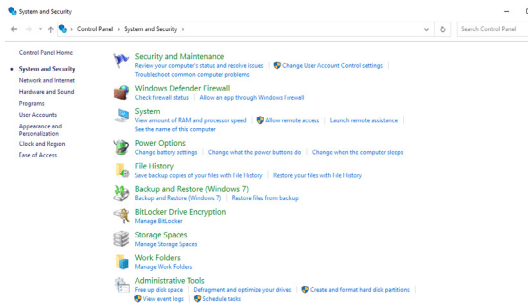 System and Security
Control Panel > System and Security >
Search Control Panel
Control Panel Home
System and Security
Network and Internet
Hardware and Sound
Programs
User Accounts
Appearance and
Personalization
Clock and Region
Ease of Access
Security and Maintenance
Review your computer's status and resolve issues | Change User Account Control settings |
Troubleshoot common computer problems
Windows Defender Firewall
Check firewall status | Allow an app through Windows Firewall
System
View amount of RAM and processor speed | Allow remote access | Launch remote assistance |
See the name of this computer
Power Options
Change battery settings | Change what the power buttons do | Change when the computer sleeps
File History
Save backup copies of your files with File History | Restore your files with File History
Backup and Restore (Windows 7)
Backup and Restore (Windows 7) | Restore files from backup
BitLocker Drive Encryption
Manage BitLocker
Storage Spaces
Manage Storage Spaces
Work Folders
Manage Work Folders
Administrative Tools
Free up disk space | Defragment and optimize your drives | Create and format hard disk partitions |
View event logs | Schedule tasks